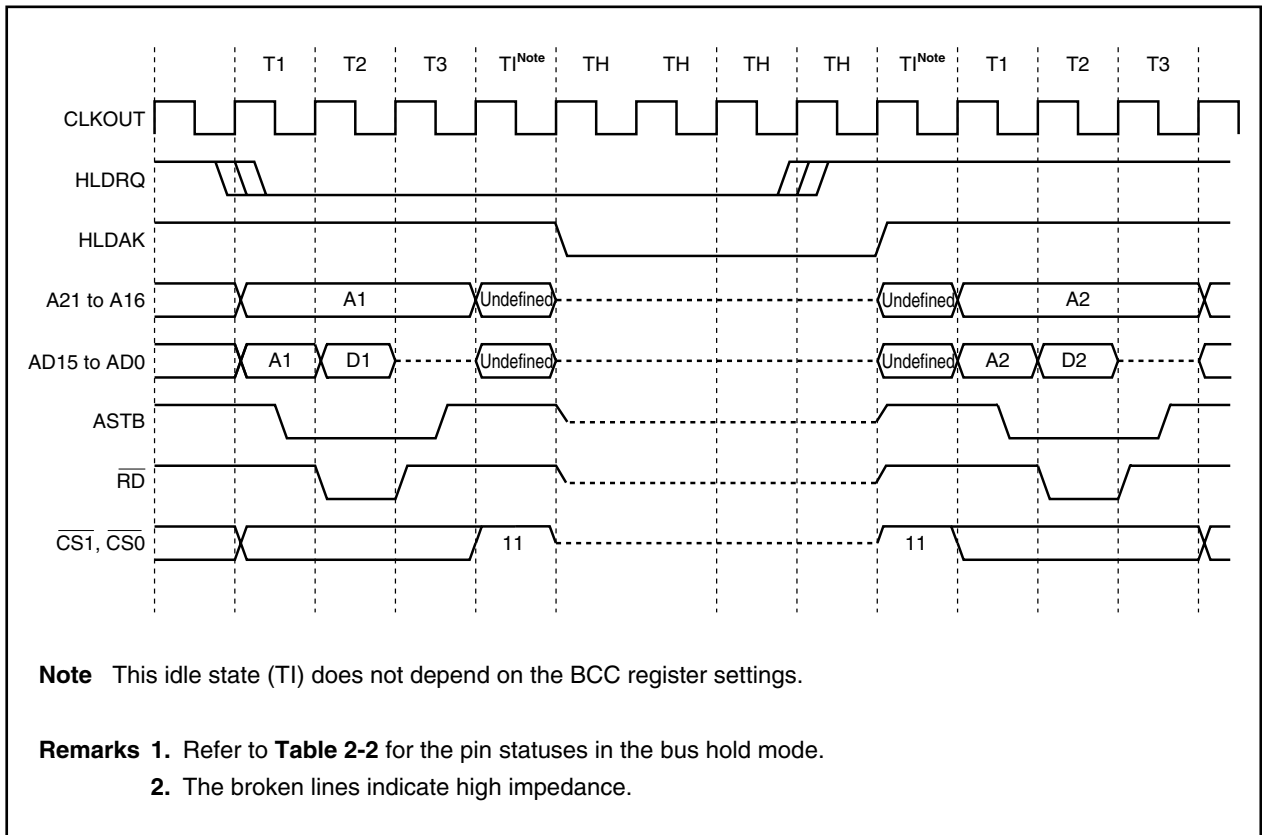 T1 T2 T3 TI^Note TH TH TH TH TI^Note T1 T2 T3
CLKOUT
HLDRQ
HLDAK
A21 to A16 A1 Undefined Undefined A2
AD15 to AD0 A1 D1 Undefined Undefined A2 D2
ASTB
RD
CS1, CS0 11 11
Note This idle state (TI) does not depend on the BCC register settings.
Remarks 1. Refer to Table 2-2 for the pin statuses in the bus hold mode.
2. The broken lines indicate high impedance.